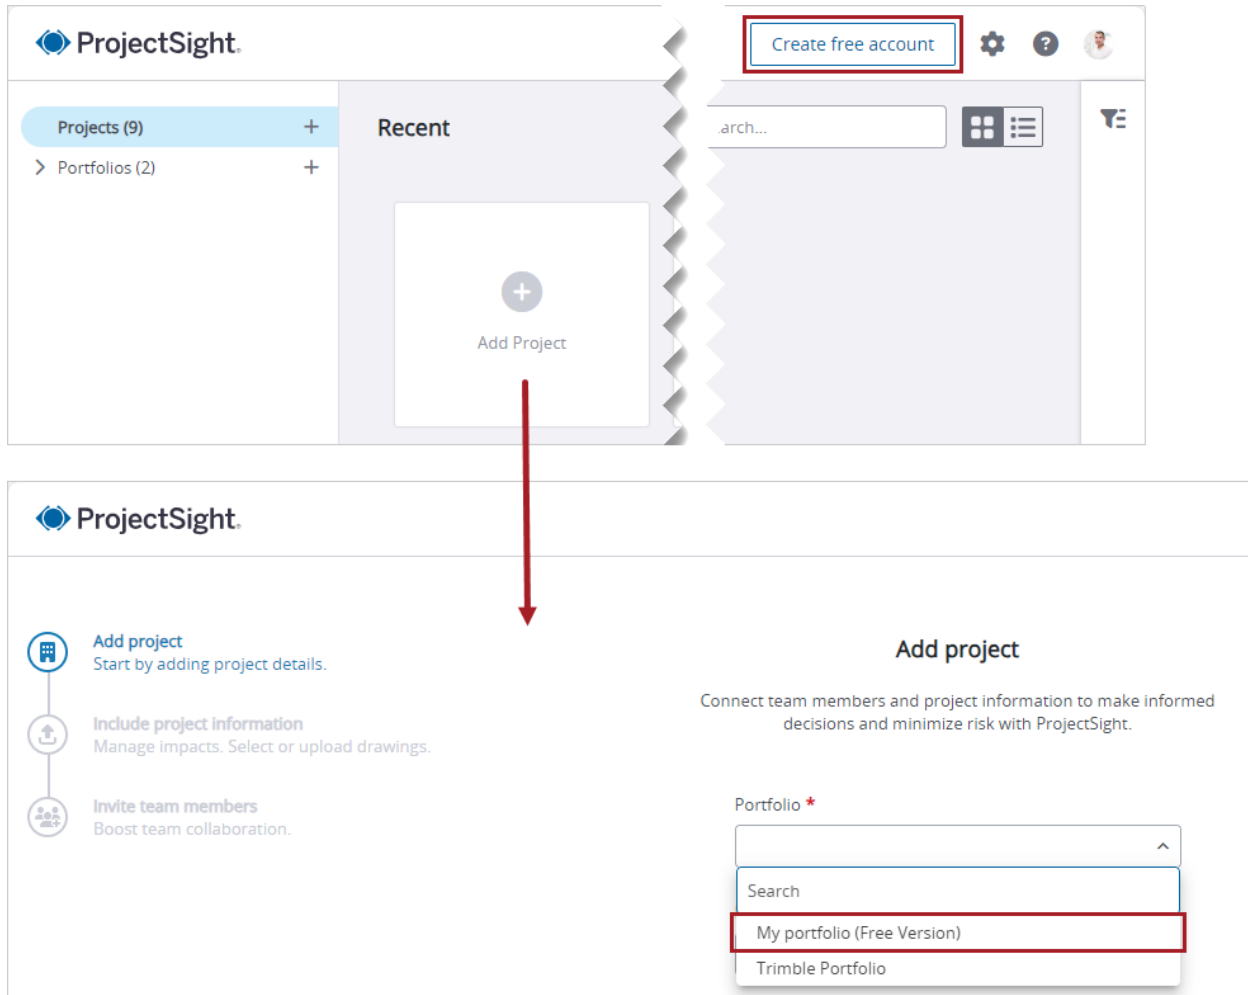 ProjectSight.
Create free account
?
Projects (9)
+
Recent
arch...
Portfolios (2)
+
Add Project
ProjectSight.
Add project
Start by adding project details.
Include project information
Manage impacts. Select or upload drawings.
Invite team members
Boost team collaboration.
Add project
Connect team members and project information to make informed
decisions and minimize risk with ProjectSight.
Portfolio *
Search
My portfolio (Free Version)
Trimble Portfolio